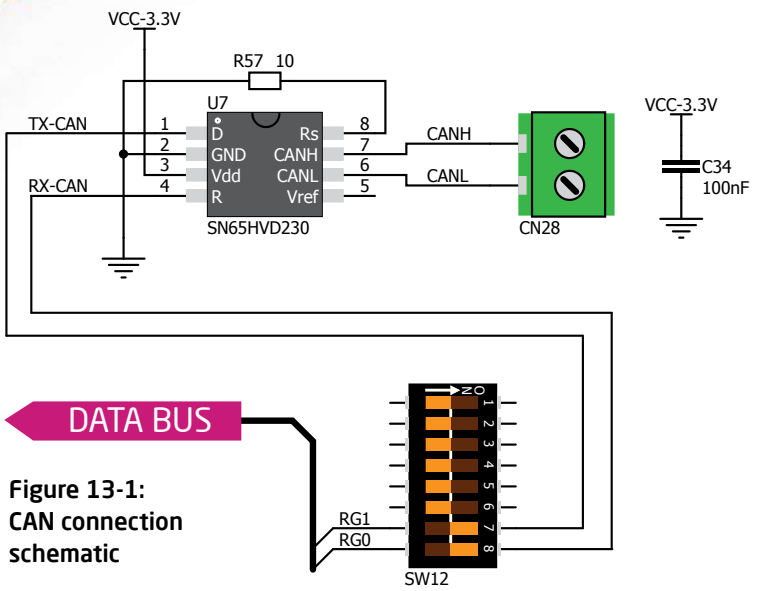 VCC-3.3V
R57 10
U7
TX-CAN 1 D Rs 8
2 GND CANH 7 CANH
3 Vdd CANL 6 CANL
RX-CAN 4 R Vref 5
SN65HVD230
CN28
VCC-3.3V
C34
100nF
DATA BUS
ON
1
2
3
4
5
6
RG1 7
RG0 8
SW12
Figure 13-1:
CAN connection
schematic